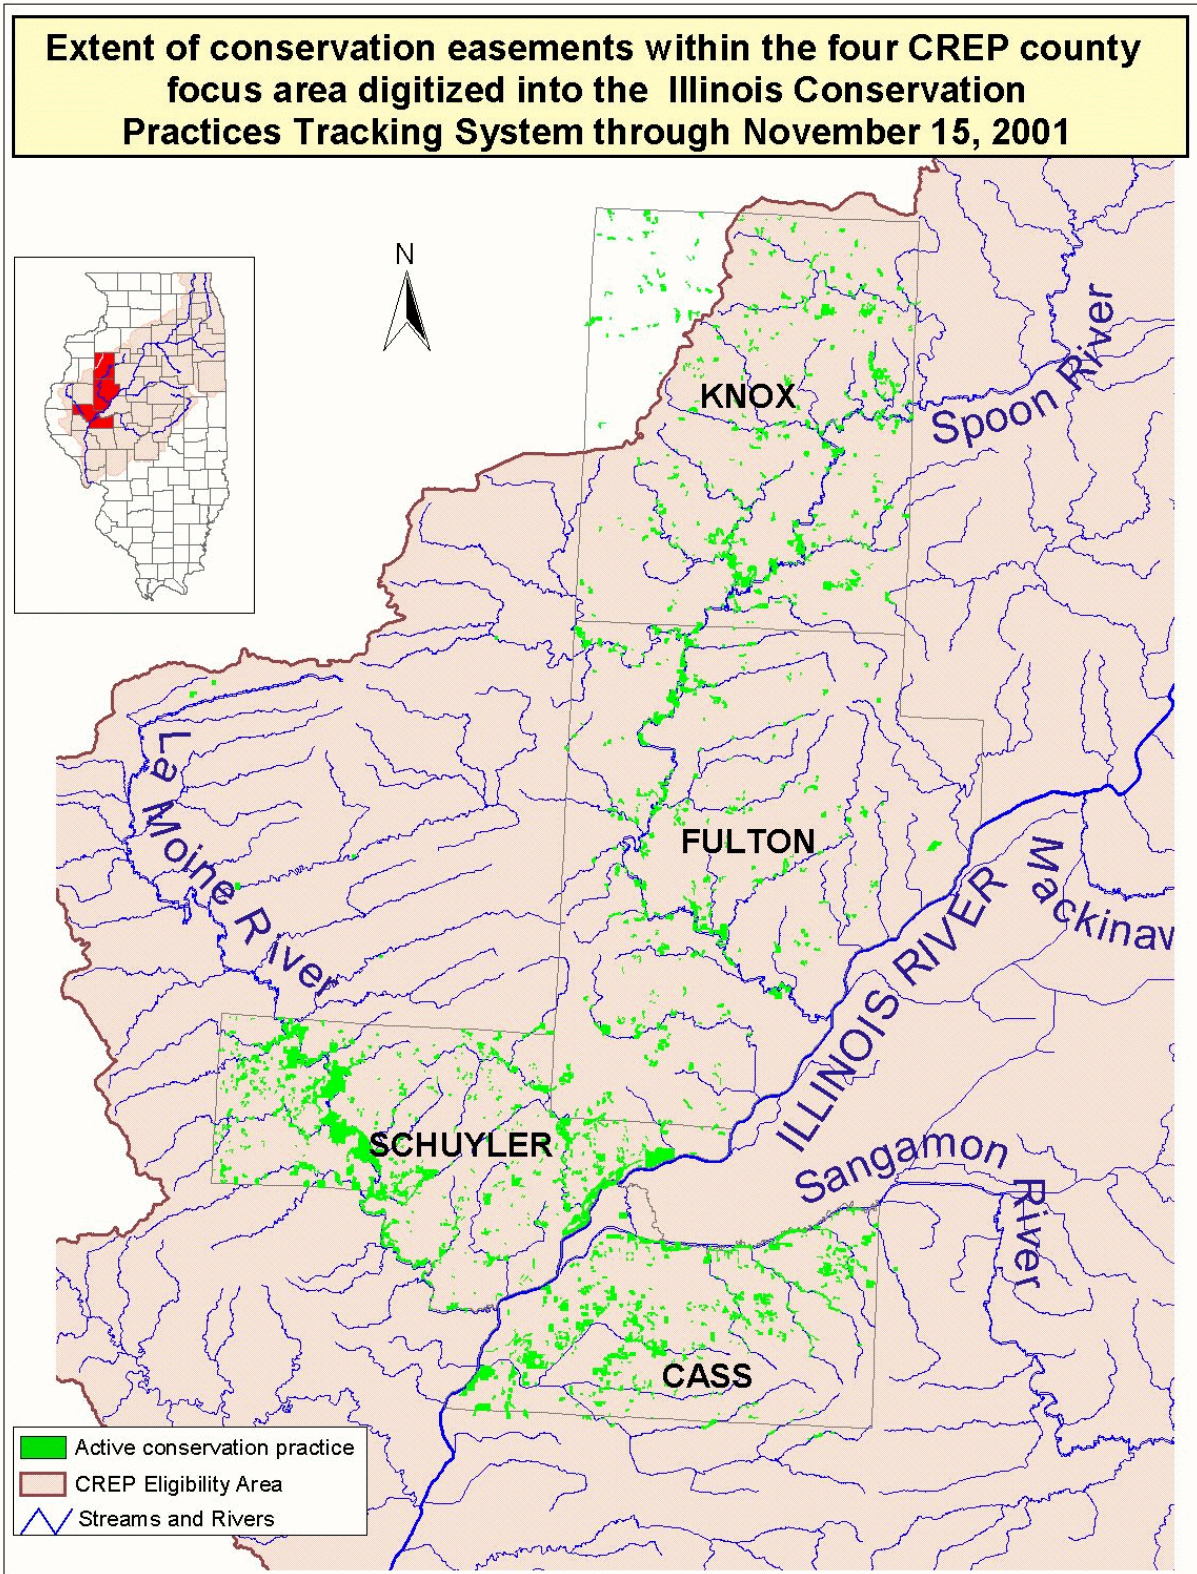 Extent of conservation easements within the four CREP county
focus area digitized into the Illinois Conservation
Practices Tracking System through November 15, 2001
N
KNOX
Spoon River
La Moine River
FULTON
Mackinaw
ILLINOIS RIVER
SCHUYLER
Sangamon River
CASS
Active conservation practice
CREP Eligibility Area
Streams and Rivers